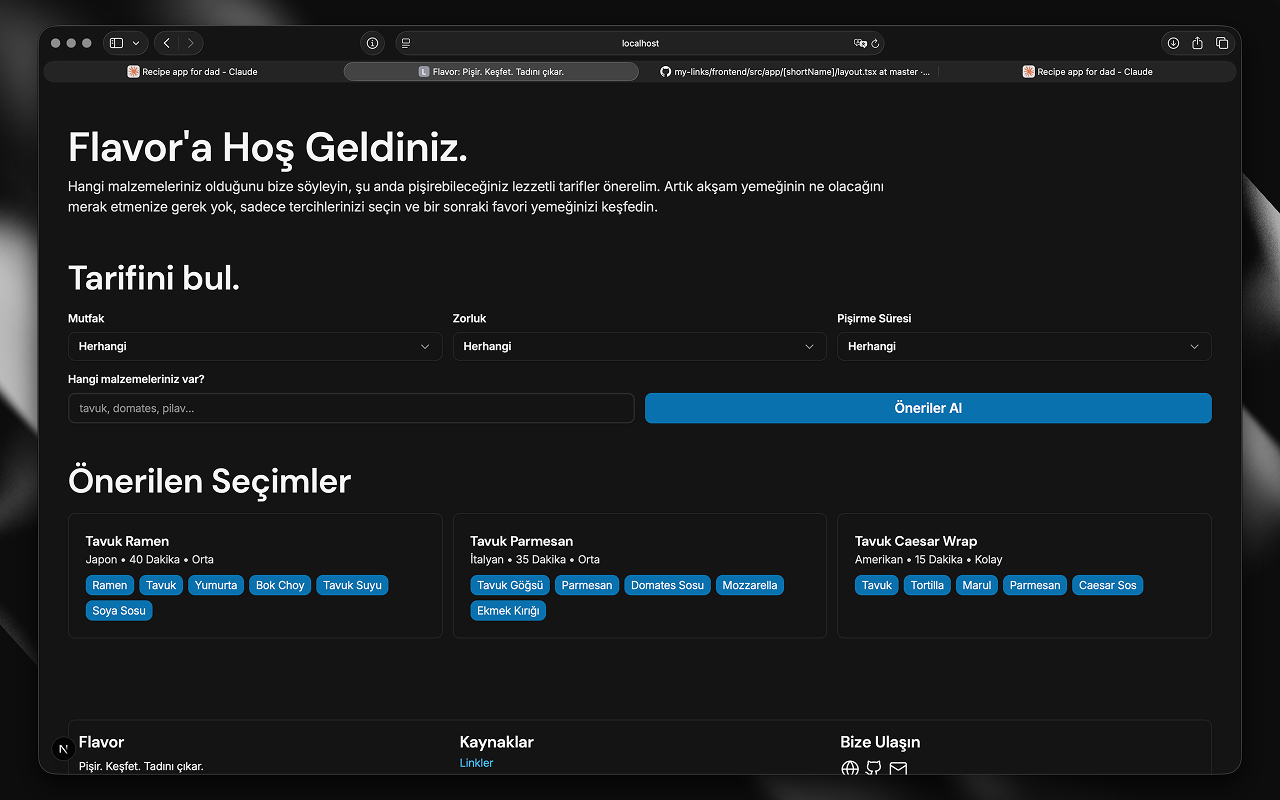 localhost
Recipe app for dad - Claude
L Flavor: Pişir. Keşfet. Tadını çıkar.
my-links/frontend/src/app/[shortName]/layout.tsx at master ·...
Recipe app for dad - Claude
Flavor'a Hoş Geldiniz.
Hangi malzemeleriniz olduğunu bize söyleyin, şu anda pişirebileceğiniz lezzetli tarifler önerelim. Artık akşam yemeğinin ne olacağını
merak etmenize gerek yok, sadece tercihlerinizi seçin ve bir sonraki favori yemeğinizi keşfedin.
Tarifini bul.
Mutfak
Zorluk
Pişirme Süresi
Herhangi
Herhangi
Herhangi
Hangi malzemeleriniz var?
tavuk, domates, pilav...
Öneriler Al
Önerilen Seçimler
Tavuk Ramen
Japon • 40 Dakika • Orta
Ramen Tavuk Yumurta Bok Choy Tavuk Suyu
Soya Sosu
Tavuk Parmesan
İtalyan • 35 Dakika • Orta
Tavuk Göğsü Parmesan Domates Sosu Mozzarella
Ekmek Kırığı
Tavuk Caesar Wrap
Amerikan • 15 Dakika • Kolay
Tavuk Tortilla Marul Parmesan Caesar Sos
N
Flavor
Pişir. Keşfet. Tadını çıkar.
Kaynaklar
Linkler
Bize Ulaşın